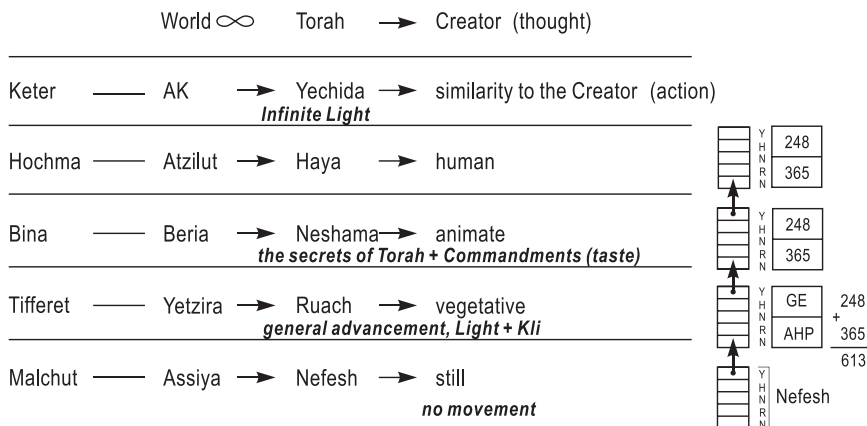 World ∞ Torah → Creator (thought)
Keter — AK → Yechida → similarity to the Creator (action)
Infinite Light
Hochma — Atzilut → Haya → human
Bina — Beria → Neshama → animate
the secrets of Torah + Commandments (taste)
Tifferet — Yetzira → Ruach → vegetative
general advancement, Light + Kli
Malchut — Assiya → Nefesh → still
no movement
Y
H
N
R
N
248
365
Y
H
N
R
N
248
365
Y
H
N
R
N
GE
AHP
248
+
365
613
Y
H
N
R
N
Nefesh